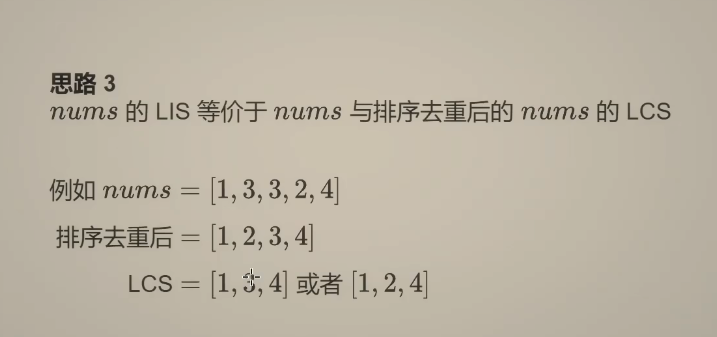 思路 3
nums 的 LIS 等价于 nums 与排序去重后的 nums 的 LCS
例如 nums = [1, 3, 3, 2, 4]
排序去重后 = [1, 2, 3, 4]
LCS = [1, 3, 4] 或者 [1, 2, 4]